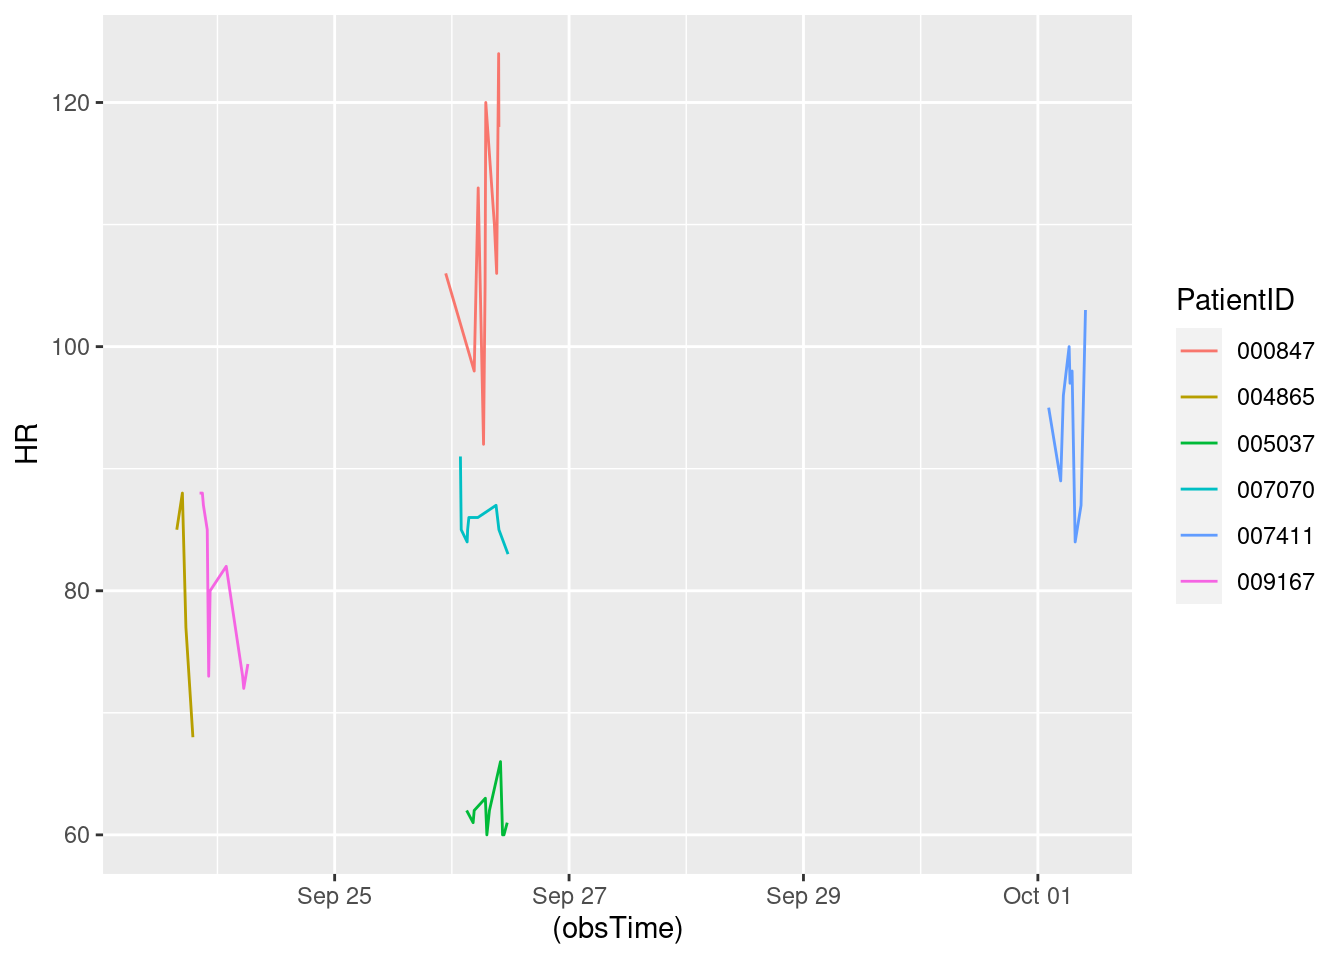 HR
120
100
80
60
Sep 25
Sep 27
Sep 29
Oct 01
(obsTime)
PatientID
000847
004865
005037
007070
007411
009167